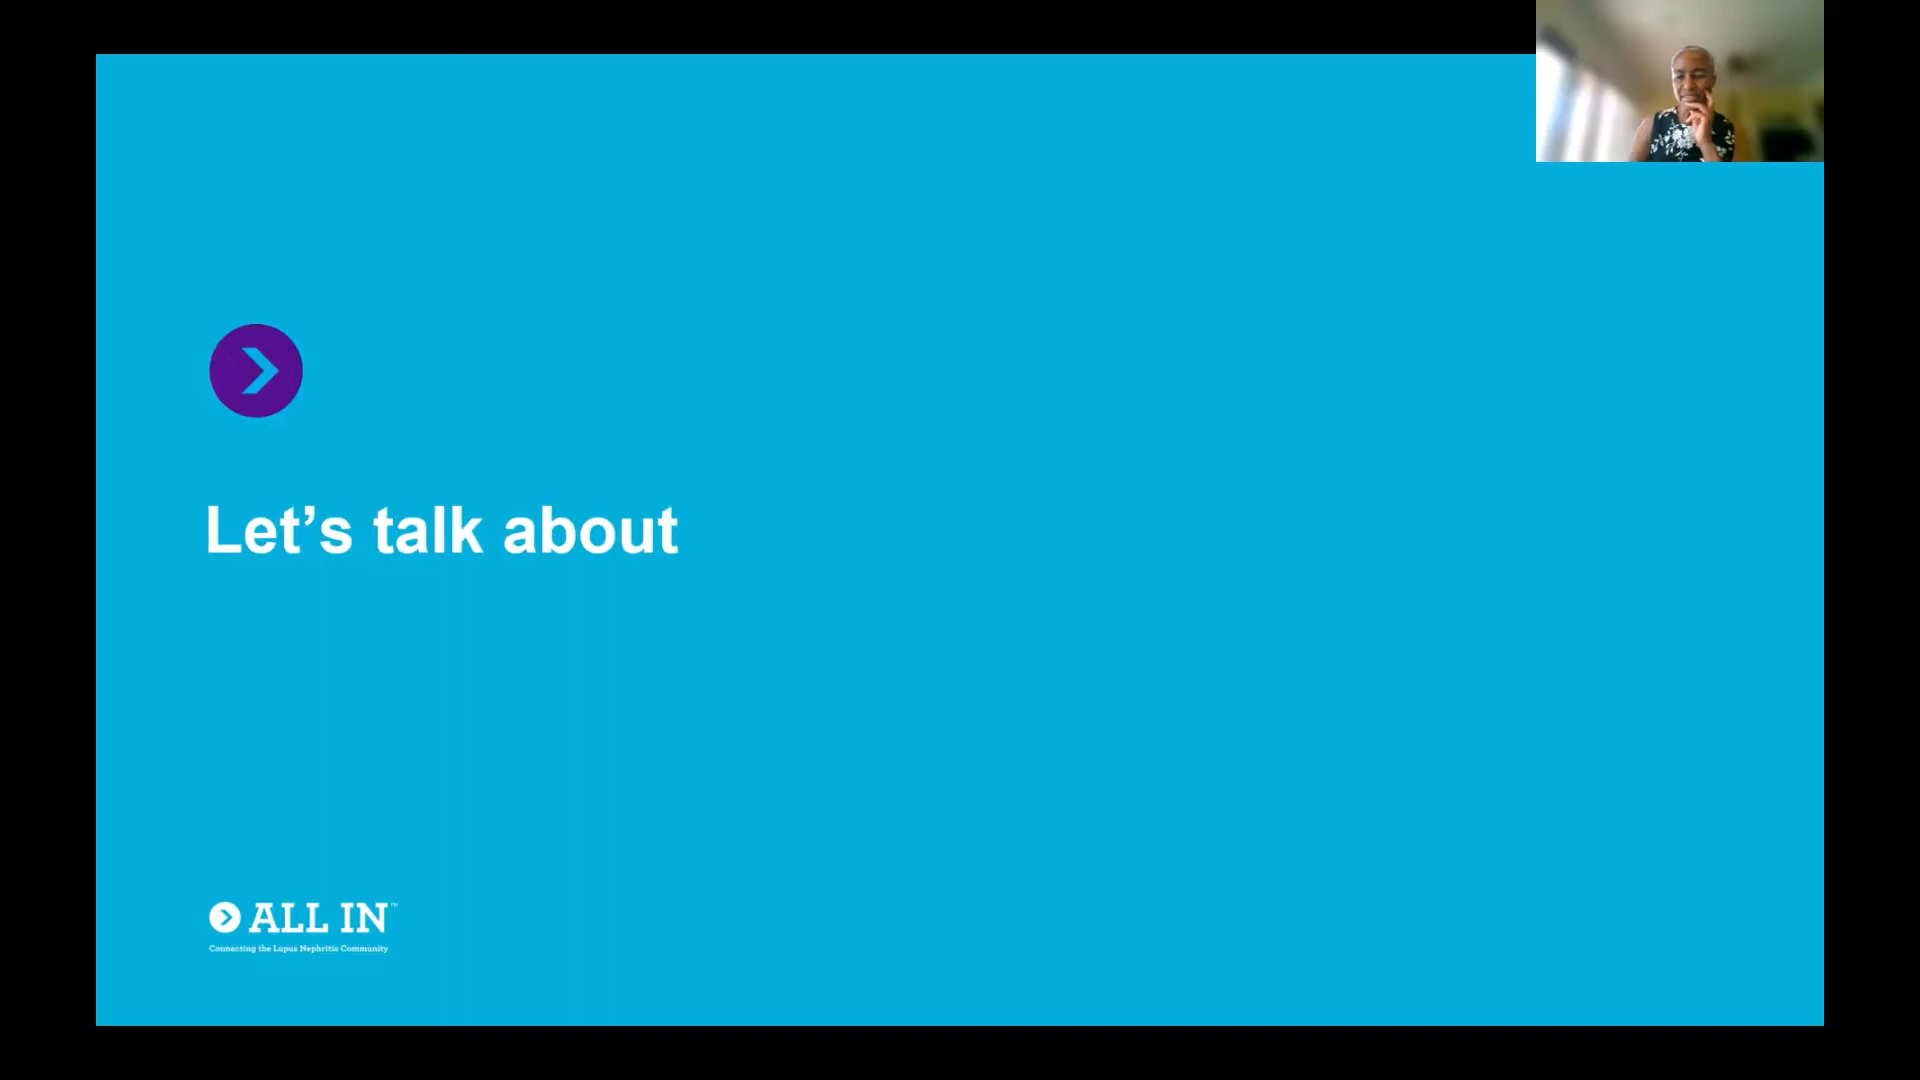 Let’s talk about
ALL IN™
Connecting the Lupus Nephritis Community